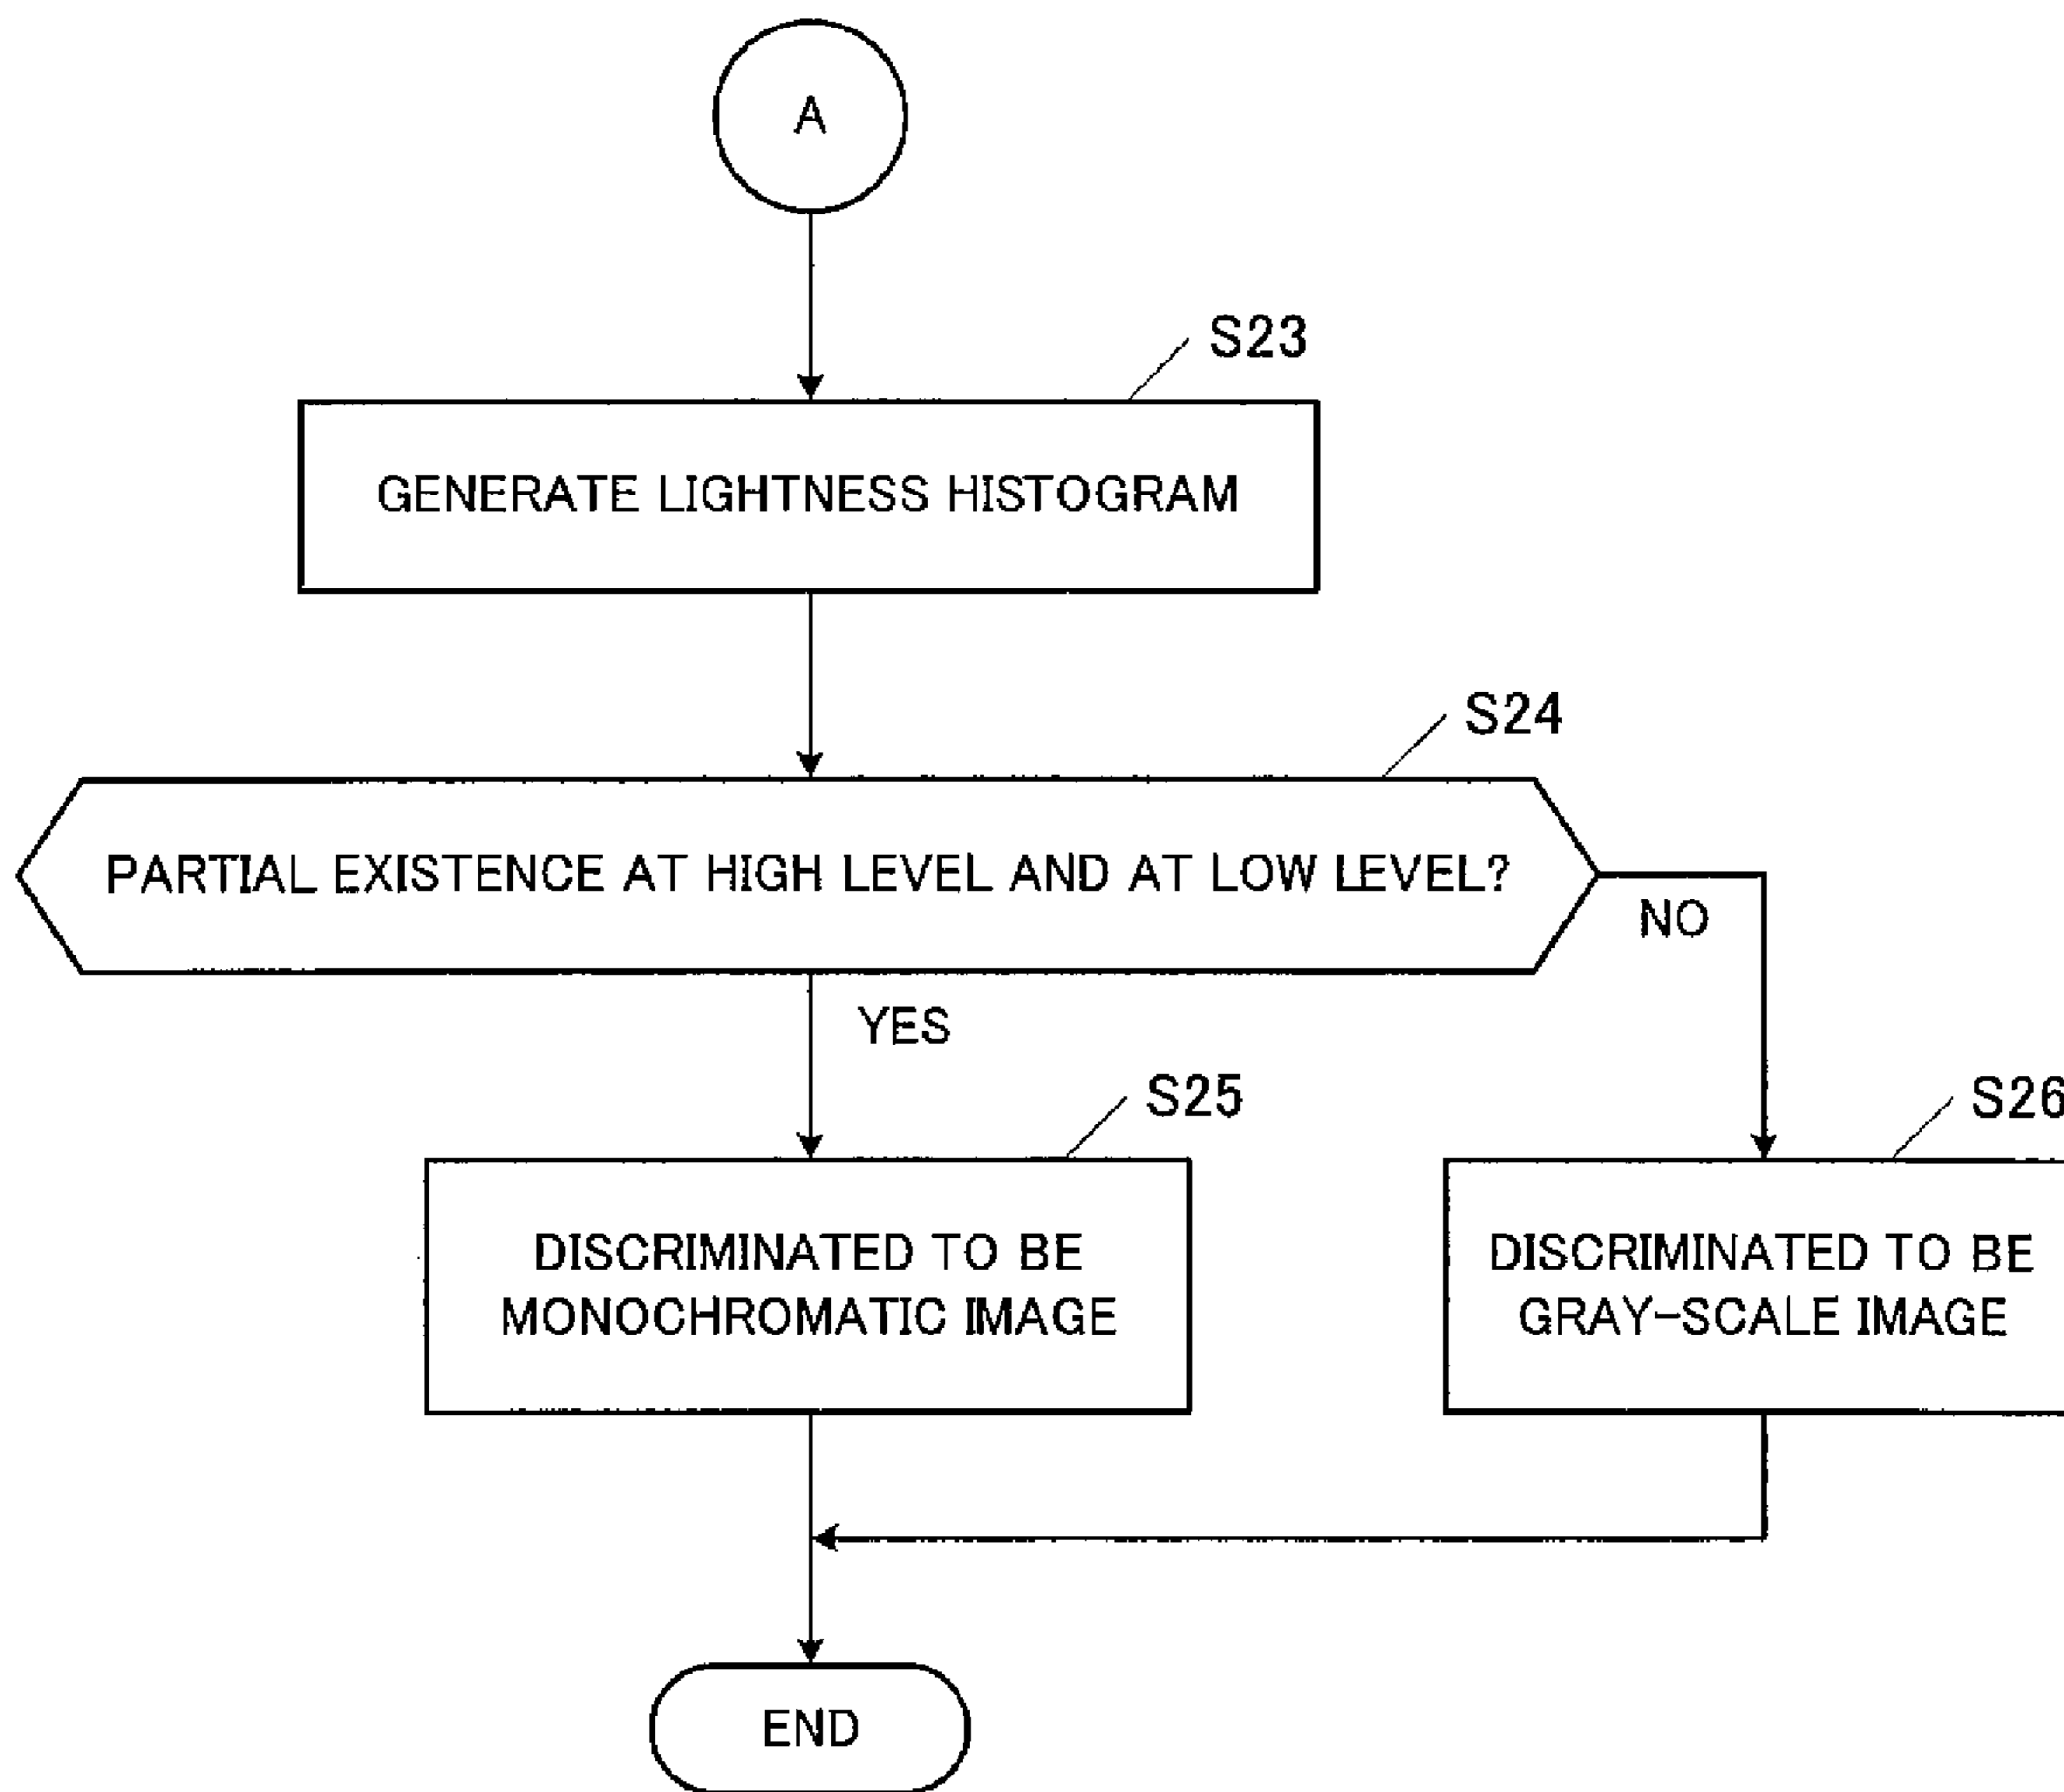 A
S23
GENERATE LIGHTNESS HISTOGRAM
S24
PARTIAL EXISTENCE AT HIGH LEVEL AND AT LOW LEVEL?
NO
YES
S25
S26
DISCRIMINATED TO BE
MONOCHROMATIC IMAGE
DISCRIMINATED TO BE
GRAY-SCALE IMAGE
END